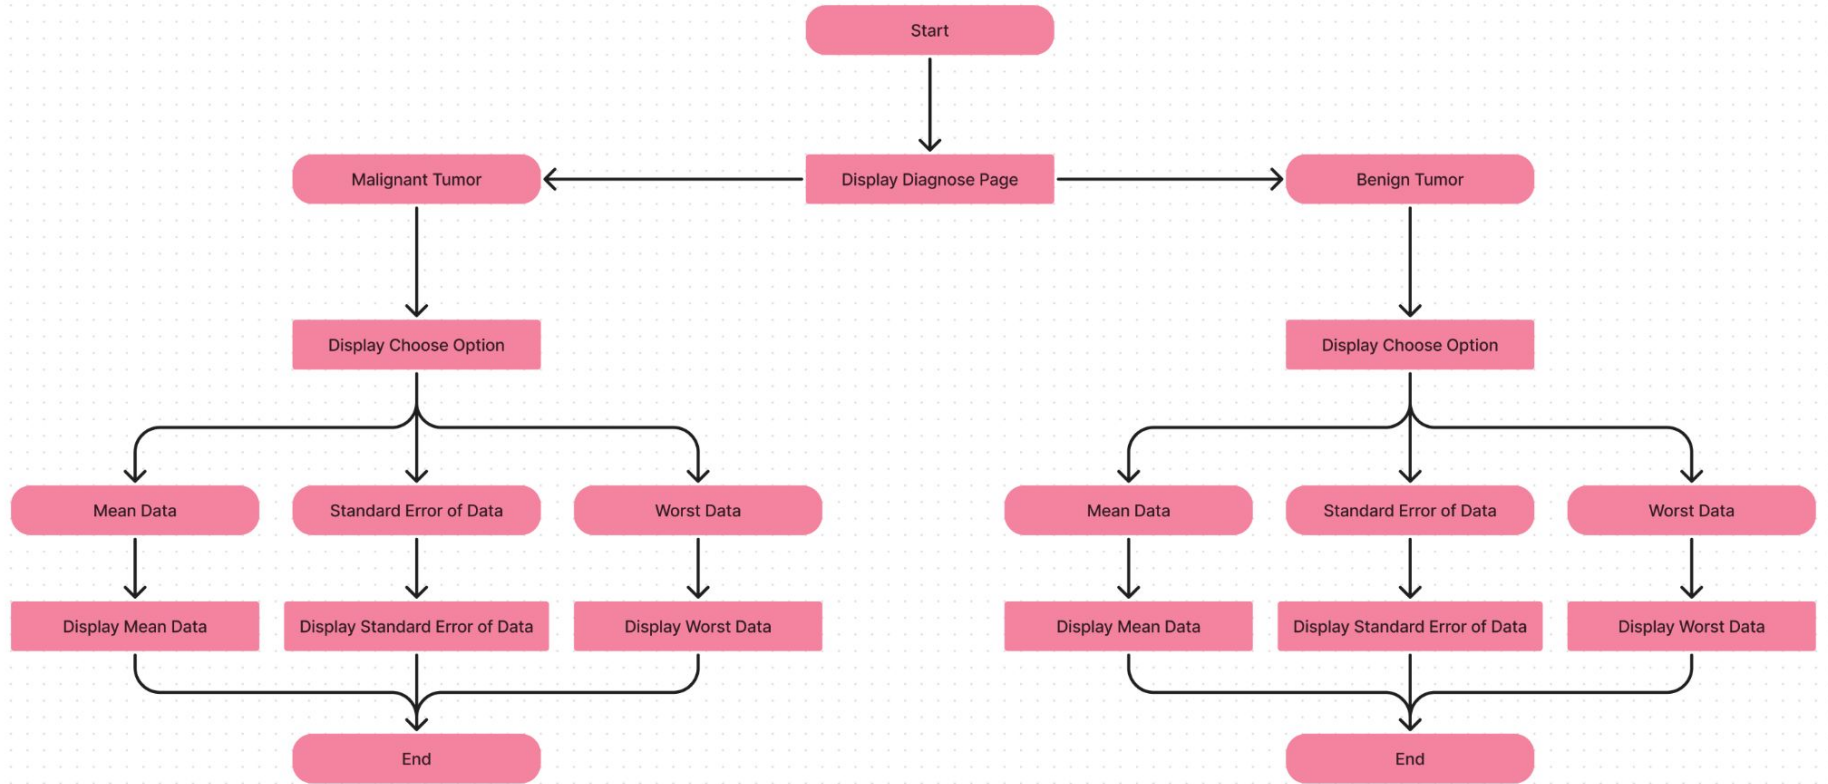 Start
Malignant Tumor
Display Diagnose Page
Benign Tumor
Display Choose Option
Display Choose Option
Mean Data
Standard Error of Data
Worst Data
Mean Data
Standard Error of Data
Worst Data
Display Mean Data
Display Standard Error of Data
Display Worst Data
Display Mean Data
Display Standard Error of Data
Display Worst Data
End
End